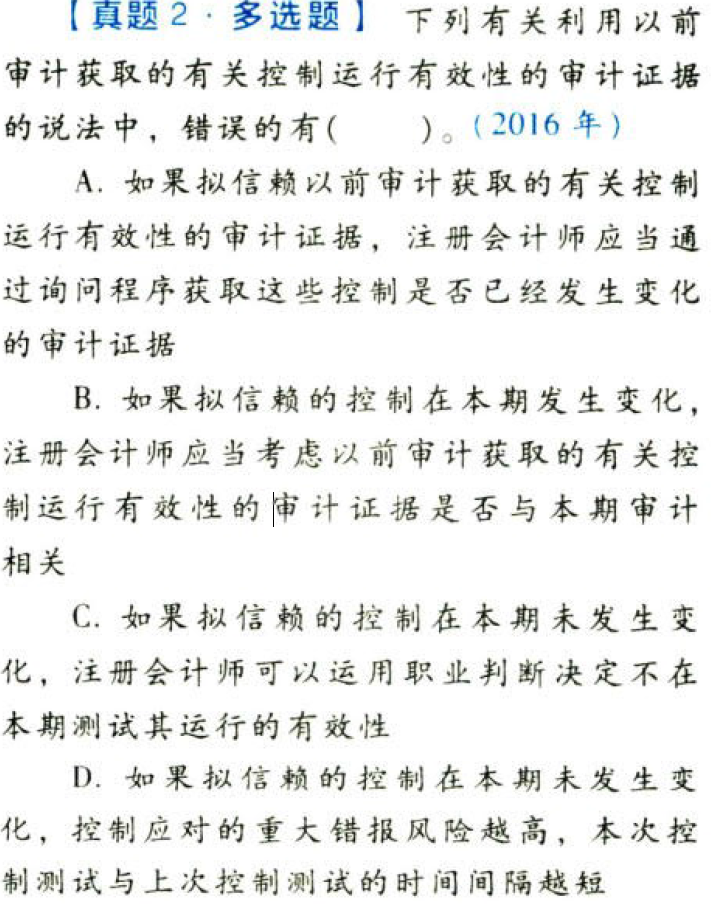 【真题2·多选题】 下列有关利用以前
审计获取的有关控制运行有效性的审计证据
的说法中，错误的有(  )。(2016 年)
A. 如果拟信赖以前审计获取的有关控制
运行有效性的审计证据，注册会计师应当通
过询问程序获取这些控制是否已经发生变化
的审计证据
B. 如果拟信赖的控制在本期发生变化，
注册会计师应当考虑以前审计获取的有关控
制运行有效性的审计证据是否与本期审计
相关
C. 如果拟信赖的控制在本期未发生变
化，注册会计师可以运用职业判断决定不在
本期测试其运行的有效性
D. 如果拟信赖的控制在本期未发生变
化，控制应对的重大错报风险越高，本次控
制测试与上次控制测试的时间间隔越短